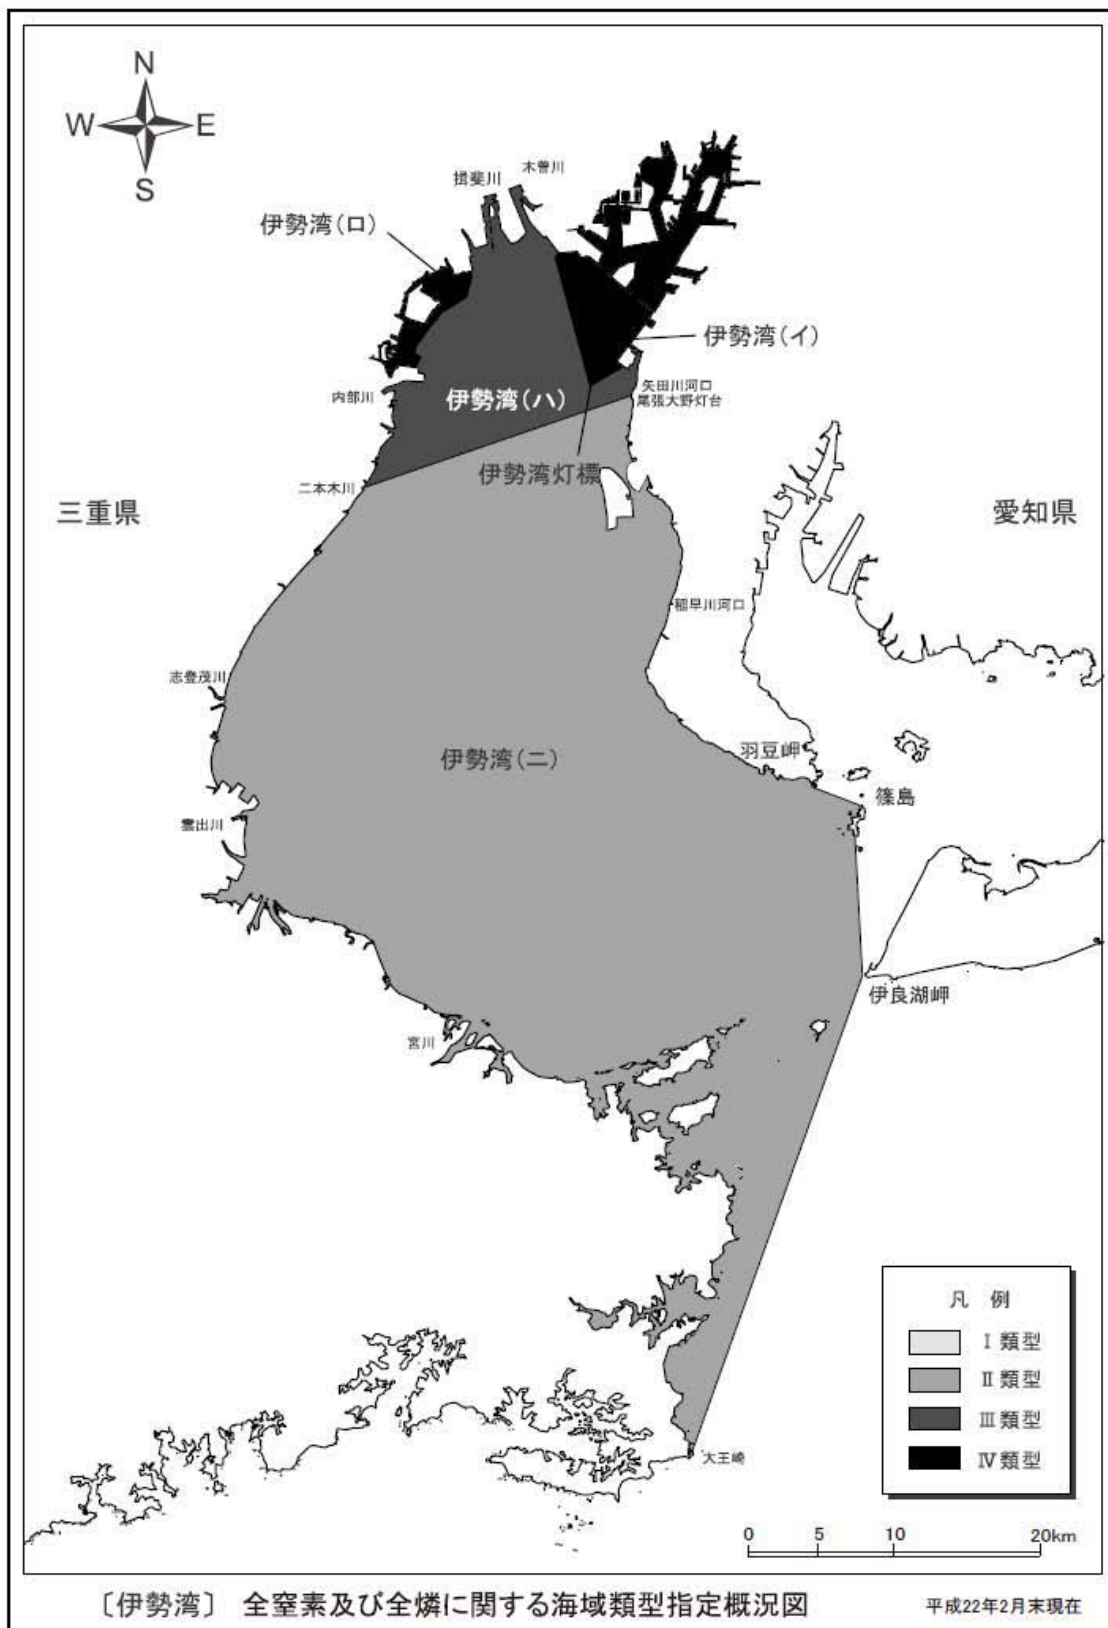 N
W E
S
木曽川
揖斐川
伊勢湾(ロ)
伊勢湾(イ)
内部川
伊勢湾(ハ)
矢田川河口
尾張大野灯台
伊勢湾灯標
二本木川
三重県
愛知県
稲早川河口
志登茂川
伊勢湾(ニ)
羽豆岬
篠島
雲出川
伊良湖岬
宮川
凡 例
Ⅰ類型
Ⅱ類型
Ⅲ類型
Ⅳ類型
大王崎
0 5 10 20km
〔伊勢湾〕 全窒素及び全燐に関する海域類型指定概況図
平成22年2月末現在